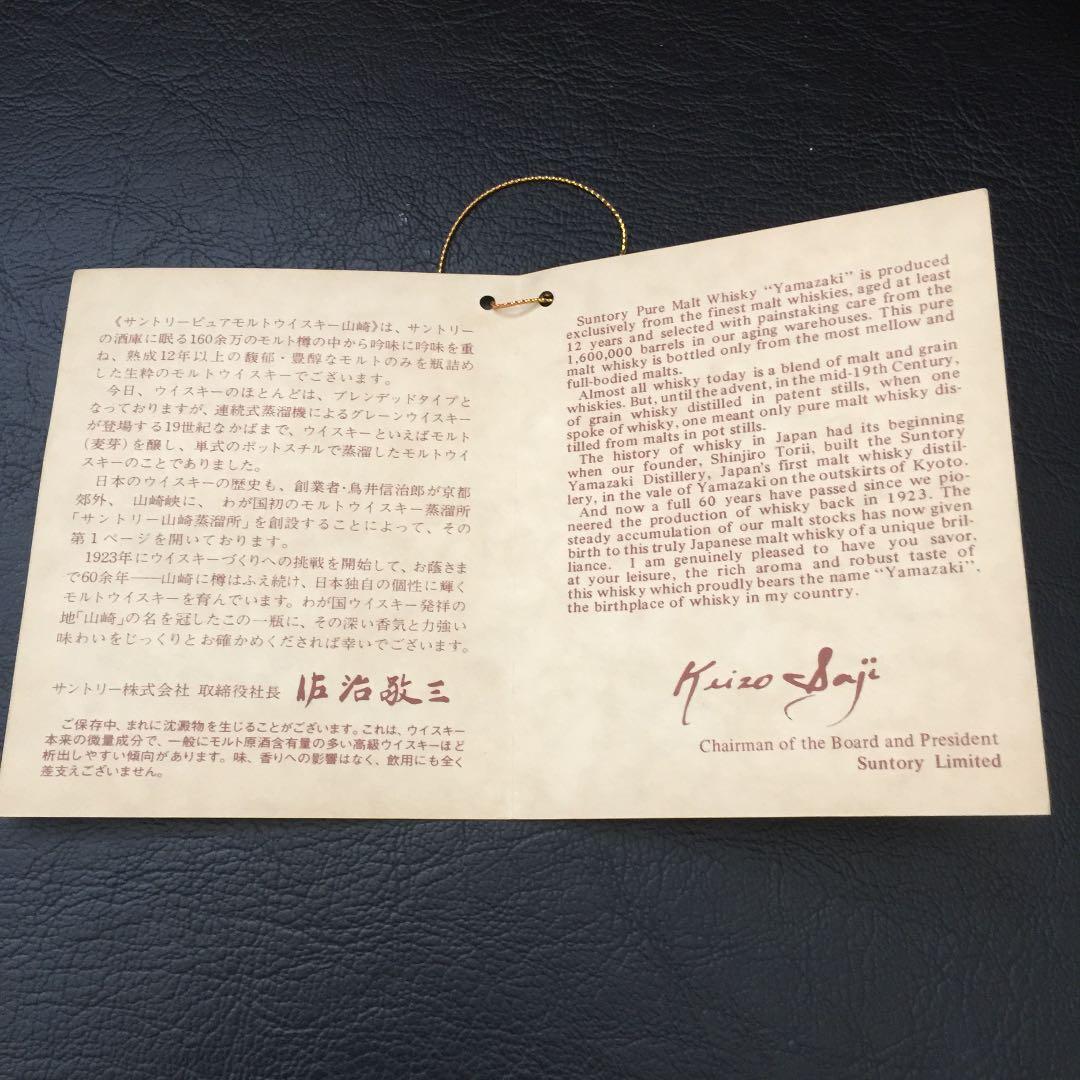 《サントリーピュアモルトウイスキー山崎》は、サントリー
の酒庫に眠る160余万のモルト樽の中から吟味に吟味を重
ね、熟成12年以上の馥郁・豊醇なモルトのみを瓶詰め
した生粋のモルトウイスキーでございます。
今日、ウイスキーのほとんどは、ブレンデッドタイプと
なっておりますが、連続式蒸溜機によるグレーンウイスキー
が登場する19世紀なかばまで、ウイスキーといえばモルト
(麦芽)を醸し、単式のポットスチルで蒸溜したモルトウイ
スキーのことでありました。
日本のウイスキーの歴史も、創業者・鳥井信治郎が京都
郊外、山崎峡に、わが国初のモルトウイスキー蒸溜所
「サントリー山崎蒸溜所」を創設することによって、その
第1ページを開いております。
1923年にウイスキーづくりへの挑戦を開始して、お蔭さま
で60余年――山崎に樽はふえ続け、日本独自の個性に輝く
モルトウイスキーを育んでいます。わが国ウイスキー発祥の
地「山崎」の名を冠したこの一瓶に、その深い香気と力強い
味わいをじっくりとお確かめくだされば幸いでございます。
サントリー株式会社 取締役社長 佐治敬三
ご保存中、まれに沈澱物を生じることがございます。これは、ウイスキー
本来の微量成分で、一般にモルト原酒含有量の多い高級ウイスキーほど
析出しやすい傾向があります。味、香りへの影響はなく、飲用にも全く
差支えございません。
Suntory Pure Malt Whisky “Yamazaki” is produced
exclusively from the finest malt whiskies, aged at least
12 years and selected with painstaking care from the
1,600,000 barrels in our aging warehouses. This pure
malt whisky is bottled only from the most mellow and
full-bodied malts.
Almost all whisky today is a blend of malt and grain
whiskies. But, until the advent, in the mid-19th Century,
of grain whisky distilled in patent stills, when one
spoke of whisky, one meant only pure malt whisky dis-
tilled from malts in pot stills.
The history of whisky in Japan had its beginning
when our founder, Shinjiro Torii, built the Suntory
Yamazaki Distillery, Japan's first malt whisky distil-
lery, in the vale of Yamazaki on the outskirts of Kyoto.
And now a full 60 years have passed since we pio-
neered the production of whisky back in 1923. The
steady accumulation of our malt stocks has now given
birth to this truly Japanese malt whisky of a unique bril-
liance. I am genuinely pleased to have you savor,
at your leisure, the rich aroma and robust taste of
this whisky which proudly bears the name “Yamazaki”,
the birthplace of whisky in my country.
Keizo Saji
Chairman of the Board and President
Suntory Limited